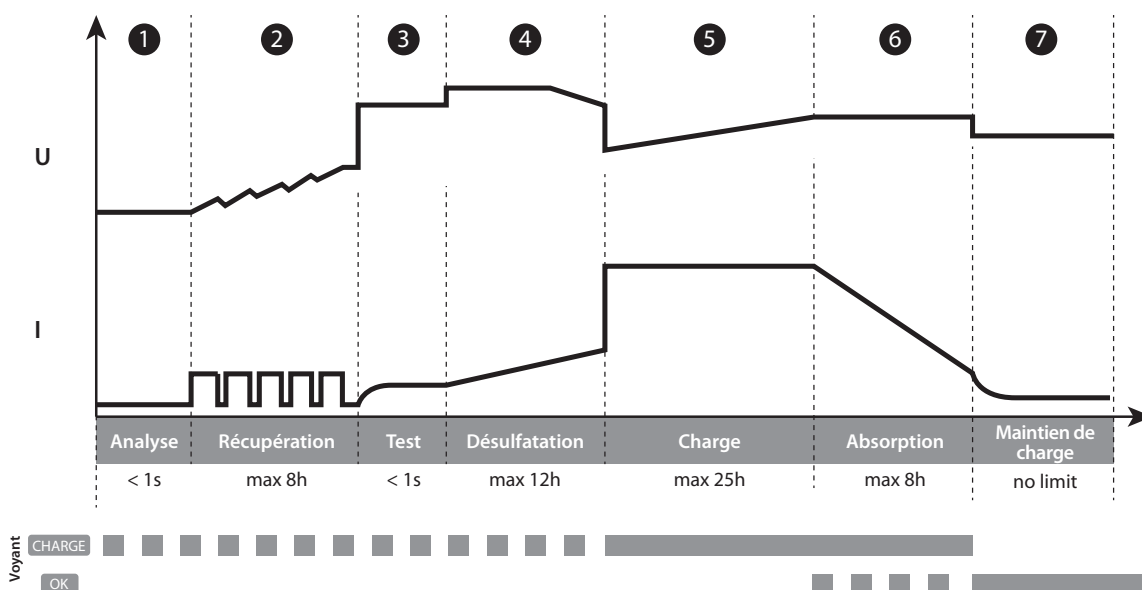 1 2 3 4 5 6 7
U
I
Analyse Récupération Test Désulfatation Charge Absorption Maintien de charge
< 1s max 8h < 1s max 12h max 25h max 8h no limit
Voyant
CHARGE
OK